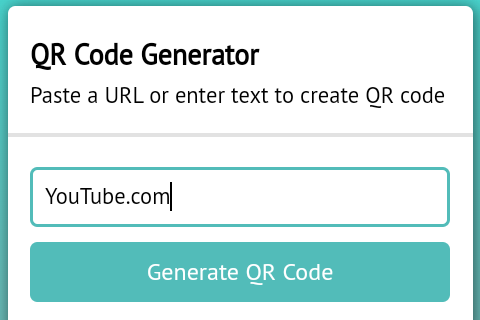 QR Code Generator
Paste a URL or enter text to create QR code
YouTube.com
Generate QR Code